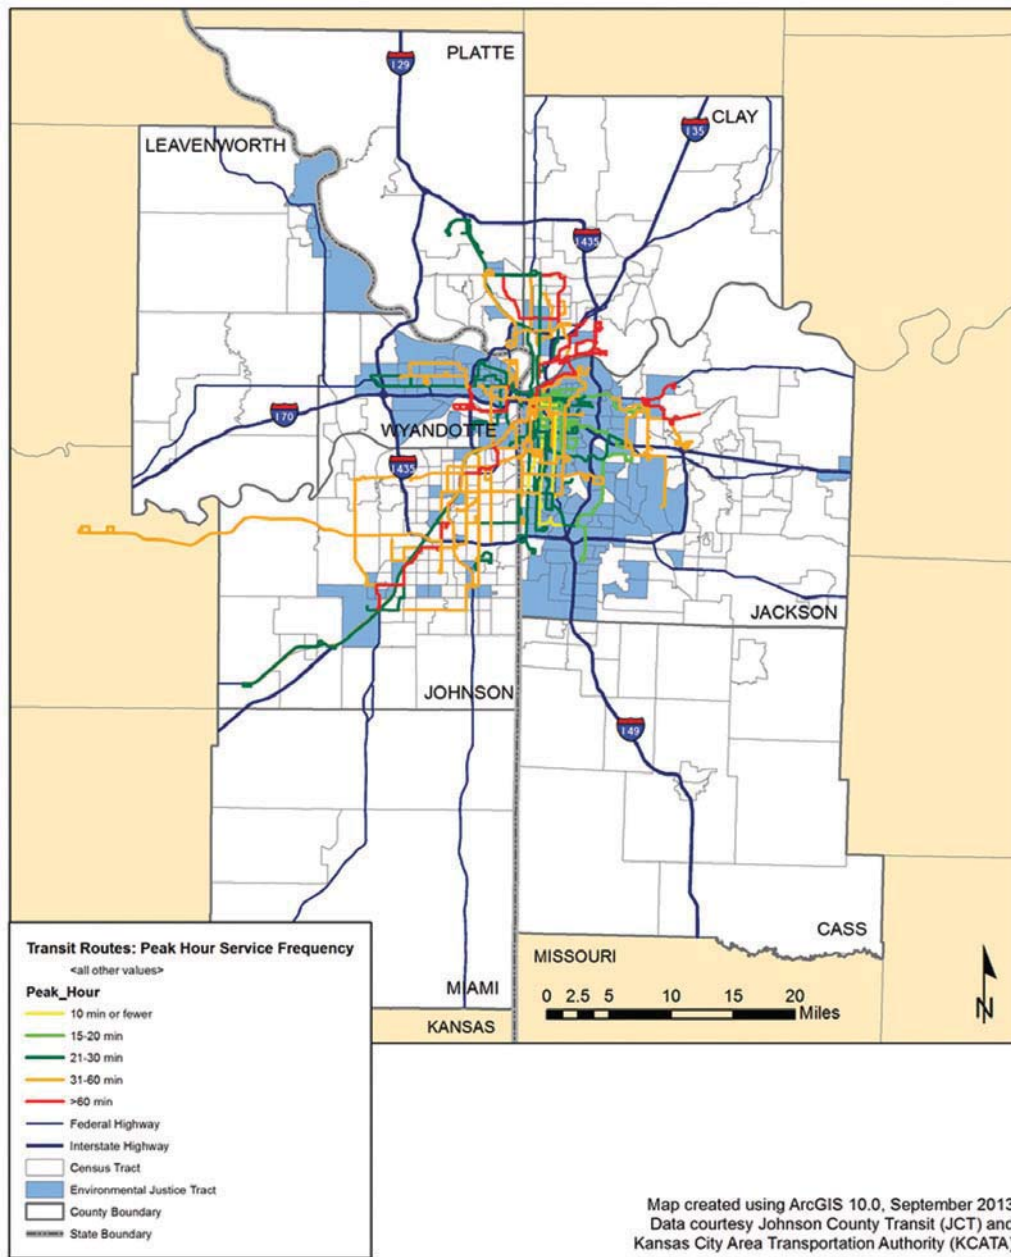 PLATTE
I 29
CLAY
I 35
LEAVENWORTH
I 435
I 70
WYANDOTTE
I 435
JACKSON
JOHNSON
I 49
CASS
MISSOURI
MIAMI
KANSAS
0 2.5 5 10 15 20
Miles
N
Transit Routes: Peak Hour Service Frequency
<all other values>
Peak_Hour
10 min or fewer
15-20 min
21-30 min
31-60 min
>60 min
Federal Highway
Interstate Highway
Census Tract
Environmental Justice Tract
County Boundary
State Boundary
Map created using ArcGIS 10.0, September 2013
Data courtesy Johnson County Transit (JCT) and
Kansas City Area Transportation Authority (KCATA)